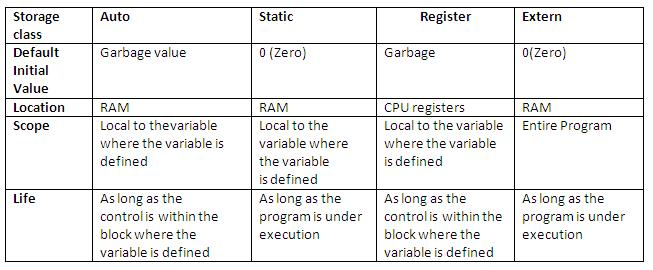 Storage class Auto Static Register Extern
Default Initial Value Garbage value 0 (Zero) Garbage 0(Zero)
Location RAM RAM CPU registers RAM
Scope
Local to thevariable
where the variable is
defined
Local to the
variable where
the variable
is defined
Local to the variable
where the variable is
defined
Entire Program
Life
As long as the
control is within the
block where the
variable is defined
As long as the
program is under
execution
As long as the
control is within the
block where the
variable is defined
As long as the
program is under
execution